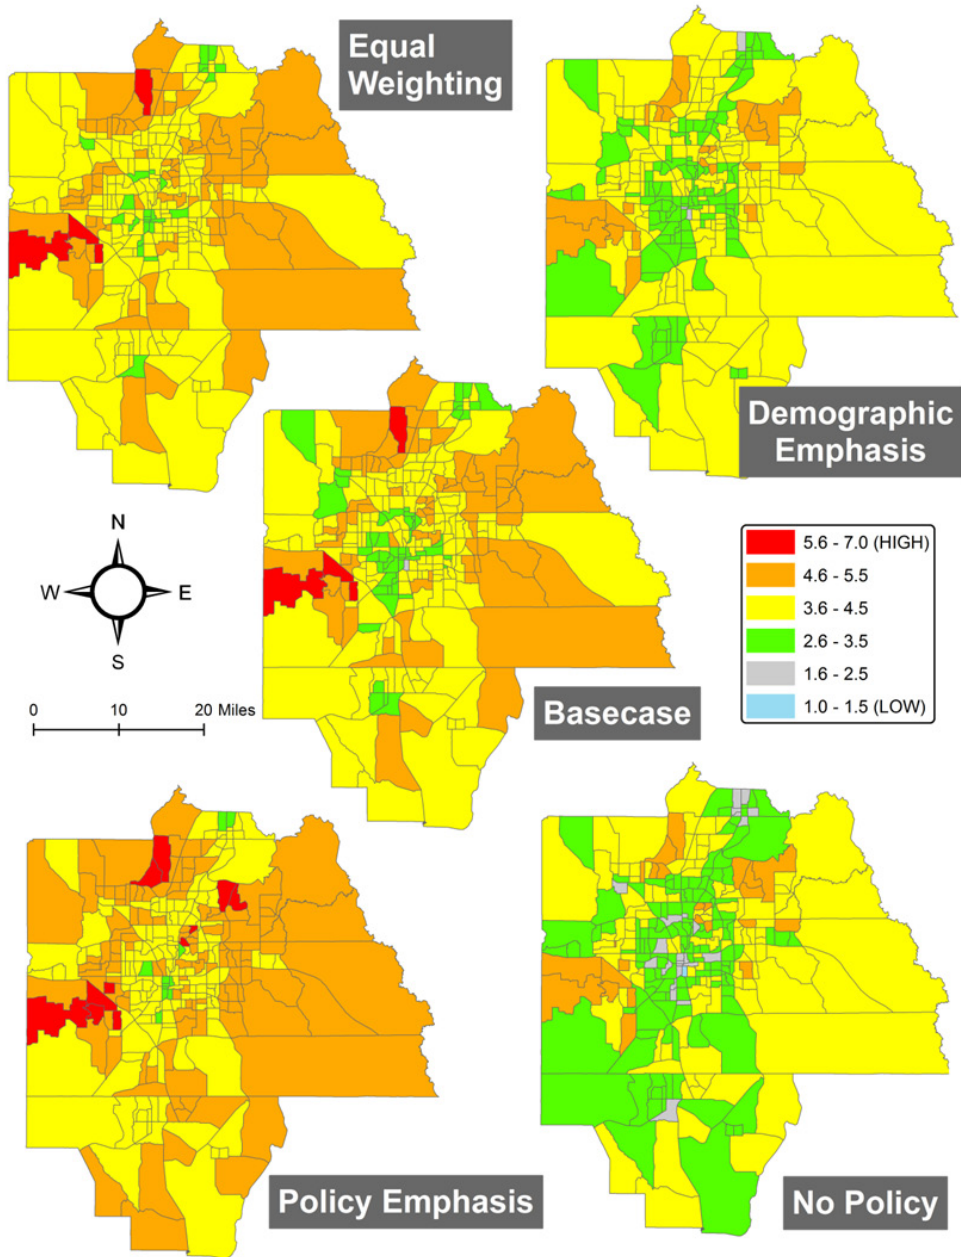 Equal
Weighting
Demographic
Emphasis
N
W
E
S
0 10 20 Miles
5.6 - 7.0 (HIGH)
4.6 - 5.5
3.6 - 4.5
2.6 - 3.5
1.6 - 2.5
1.0 - 1.5 (LOW)
Basecase
Policy Emphasis
No Policy